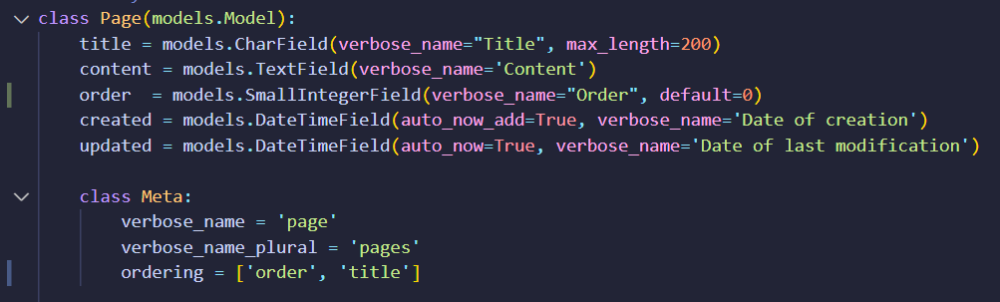 class Page(models.Model):
    title = models.CharField(verbose_name="Title", max_length=200)
    content = models.TextField(verbose_name='Content')
    order  = models.SmallIntegerField(verbose_name="Order", default=0)
    created = models.DateTimeField(auto_now_add=True, verbose_name='Date of creation')
    updated = models.DateTimeField(auto_now=True, verbose_name='Date of last modification')
    class Meta:
        verbose_name = 'page'
        verbose_name_plural = 'pages'
        ordering = ['order', 'title']